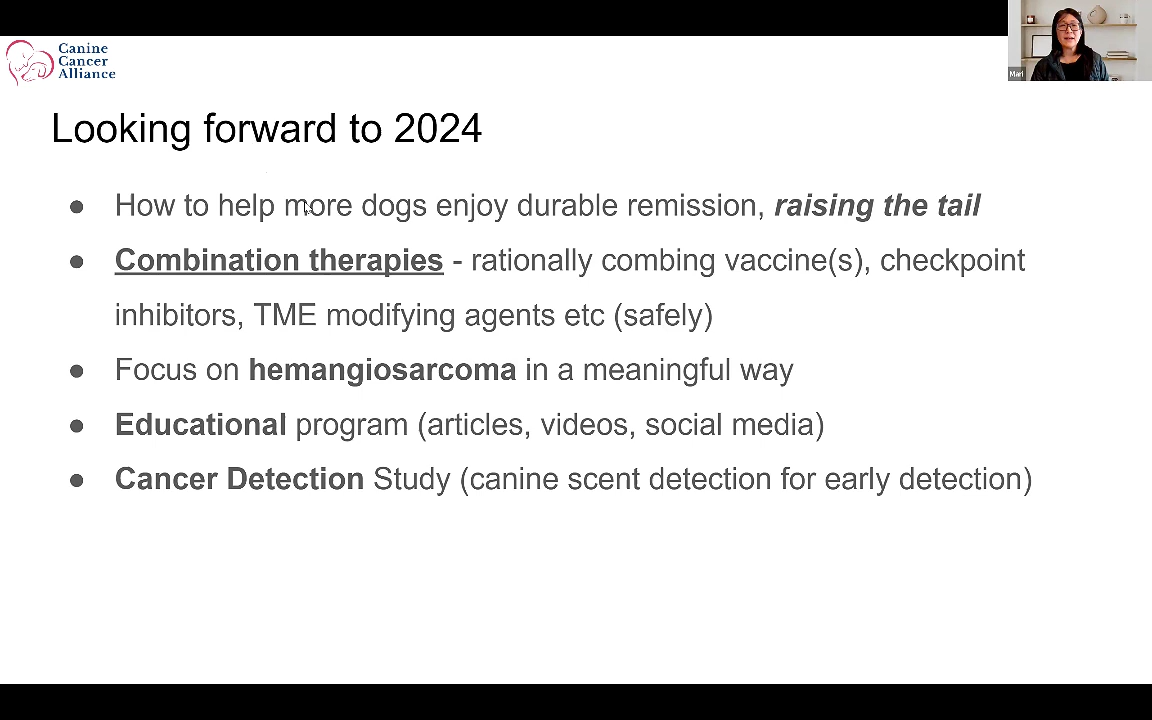 Canine
Cancer
Alliance
Mari
Looking forward to 2024
● How to help more dogs enjoy durable remission, raising the tail
● Combination therapies - rationally combing vaccine(s), checkpoint
inhibitors, TME modifying agents etc (safely)
● Focus on hemangiosarcoma in a meaningful way
● Educational program (articles, videos, social media)
● Cancer Detection Study (canine scent detection for early detection)